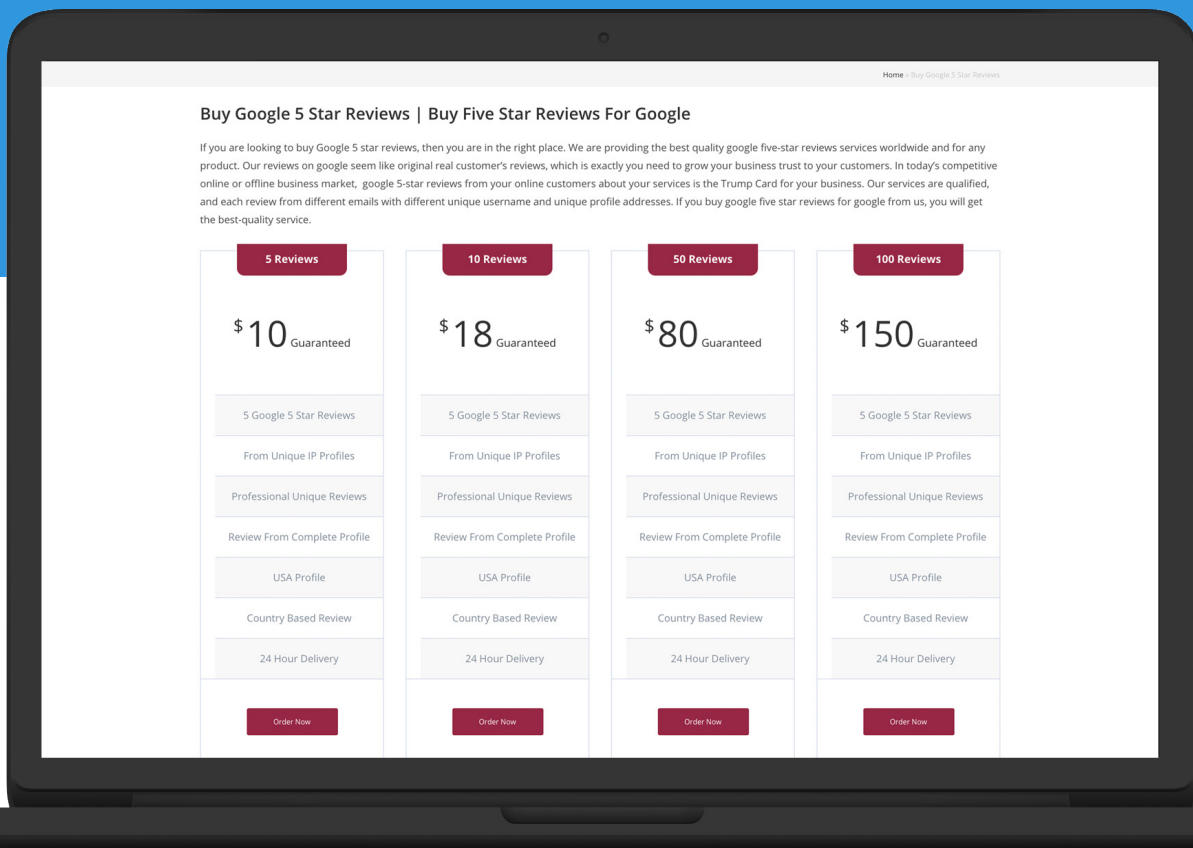 Home » Buy Google 5 Star Reviews
Buy Google 5 Star Reviews | Buy Five Star Reviews For Google
If you are looking to buy Google 5 star reviews, then you are in the right place. We are providing the best quality google five-star reviews services worldwide and for any
product. Our reviews on google seem like original real customer's reviews, which is exactly you need to grow your business trust to your customers. In today's competitive
online or offline business market, google 5-star reviews from your online customers about your services is the Trump Card for your business. Our services are qualified,
and each review from different emails with different unique username and unique profile addresses. If you buy google five star reviews for google from us, you will get
the best-quality service.
5 Reviews
$10 Guaranteed
5 Google 5 Star Reviews
From Unique IP Profiles
Professional Unique Reviews
Review From Complete Profile
USA Profile
Country Based Review
24 Hour Delivery
Order Now
10 Reviews
$18 Guaranteed
5 Google 5 Star Reviews
From Unique IP Profiles
Professional Unique Reviews
Review From Complete Profile
USA Profile
Country Based Review
24 Hour Delivery
Order Now
50 Reviews
$80 Guaranteed
5 Google 5 Star Reviews
From Unique IP Profiles
Professional Unique Reviews
Review From Complete Profile
USA Profile
Country Based Review
24 Hour Delivery
Order Now
100 Reviews
$150 Guaranteed
5 Google 5 Star Reviews
From Unique IP Profiles
Professional Unique Reviews
Review From Complete Profile
USA Profile
Country Based Review
24 Hour Delivery
Order Now